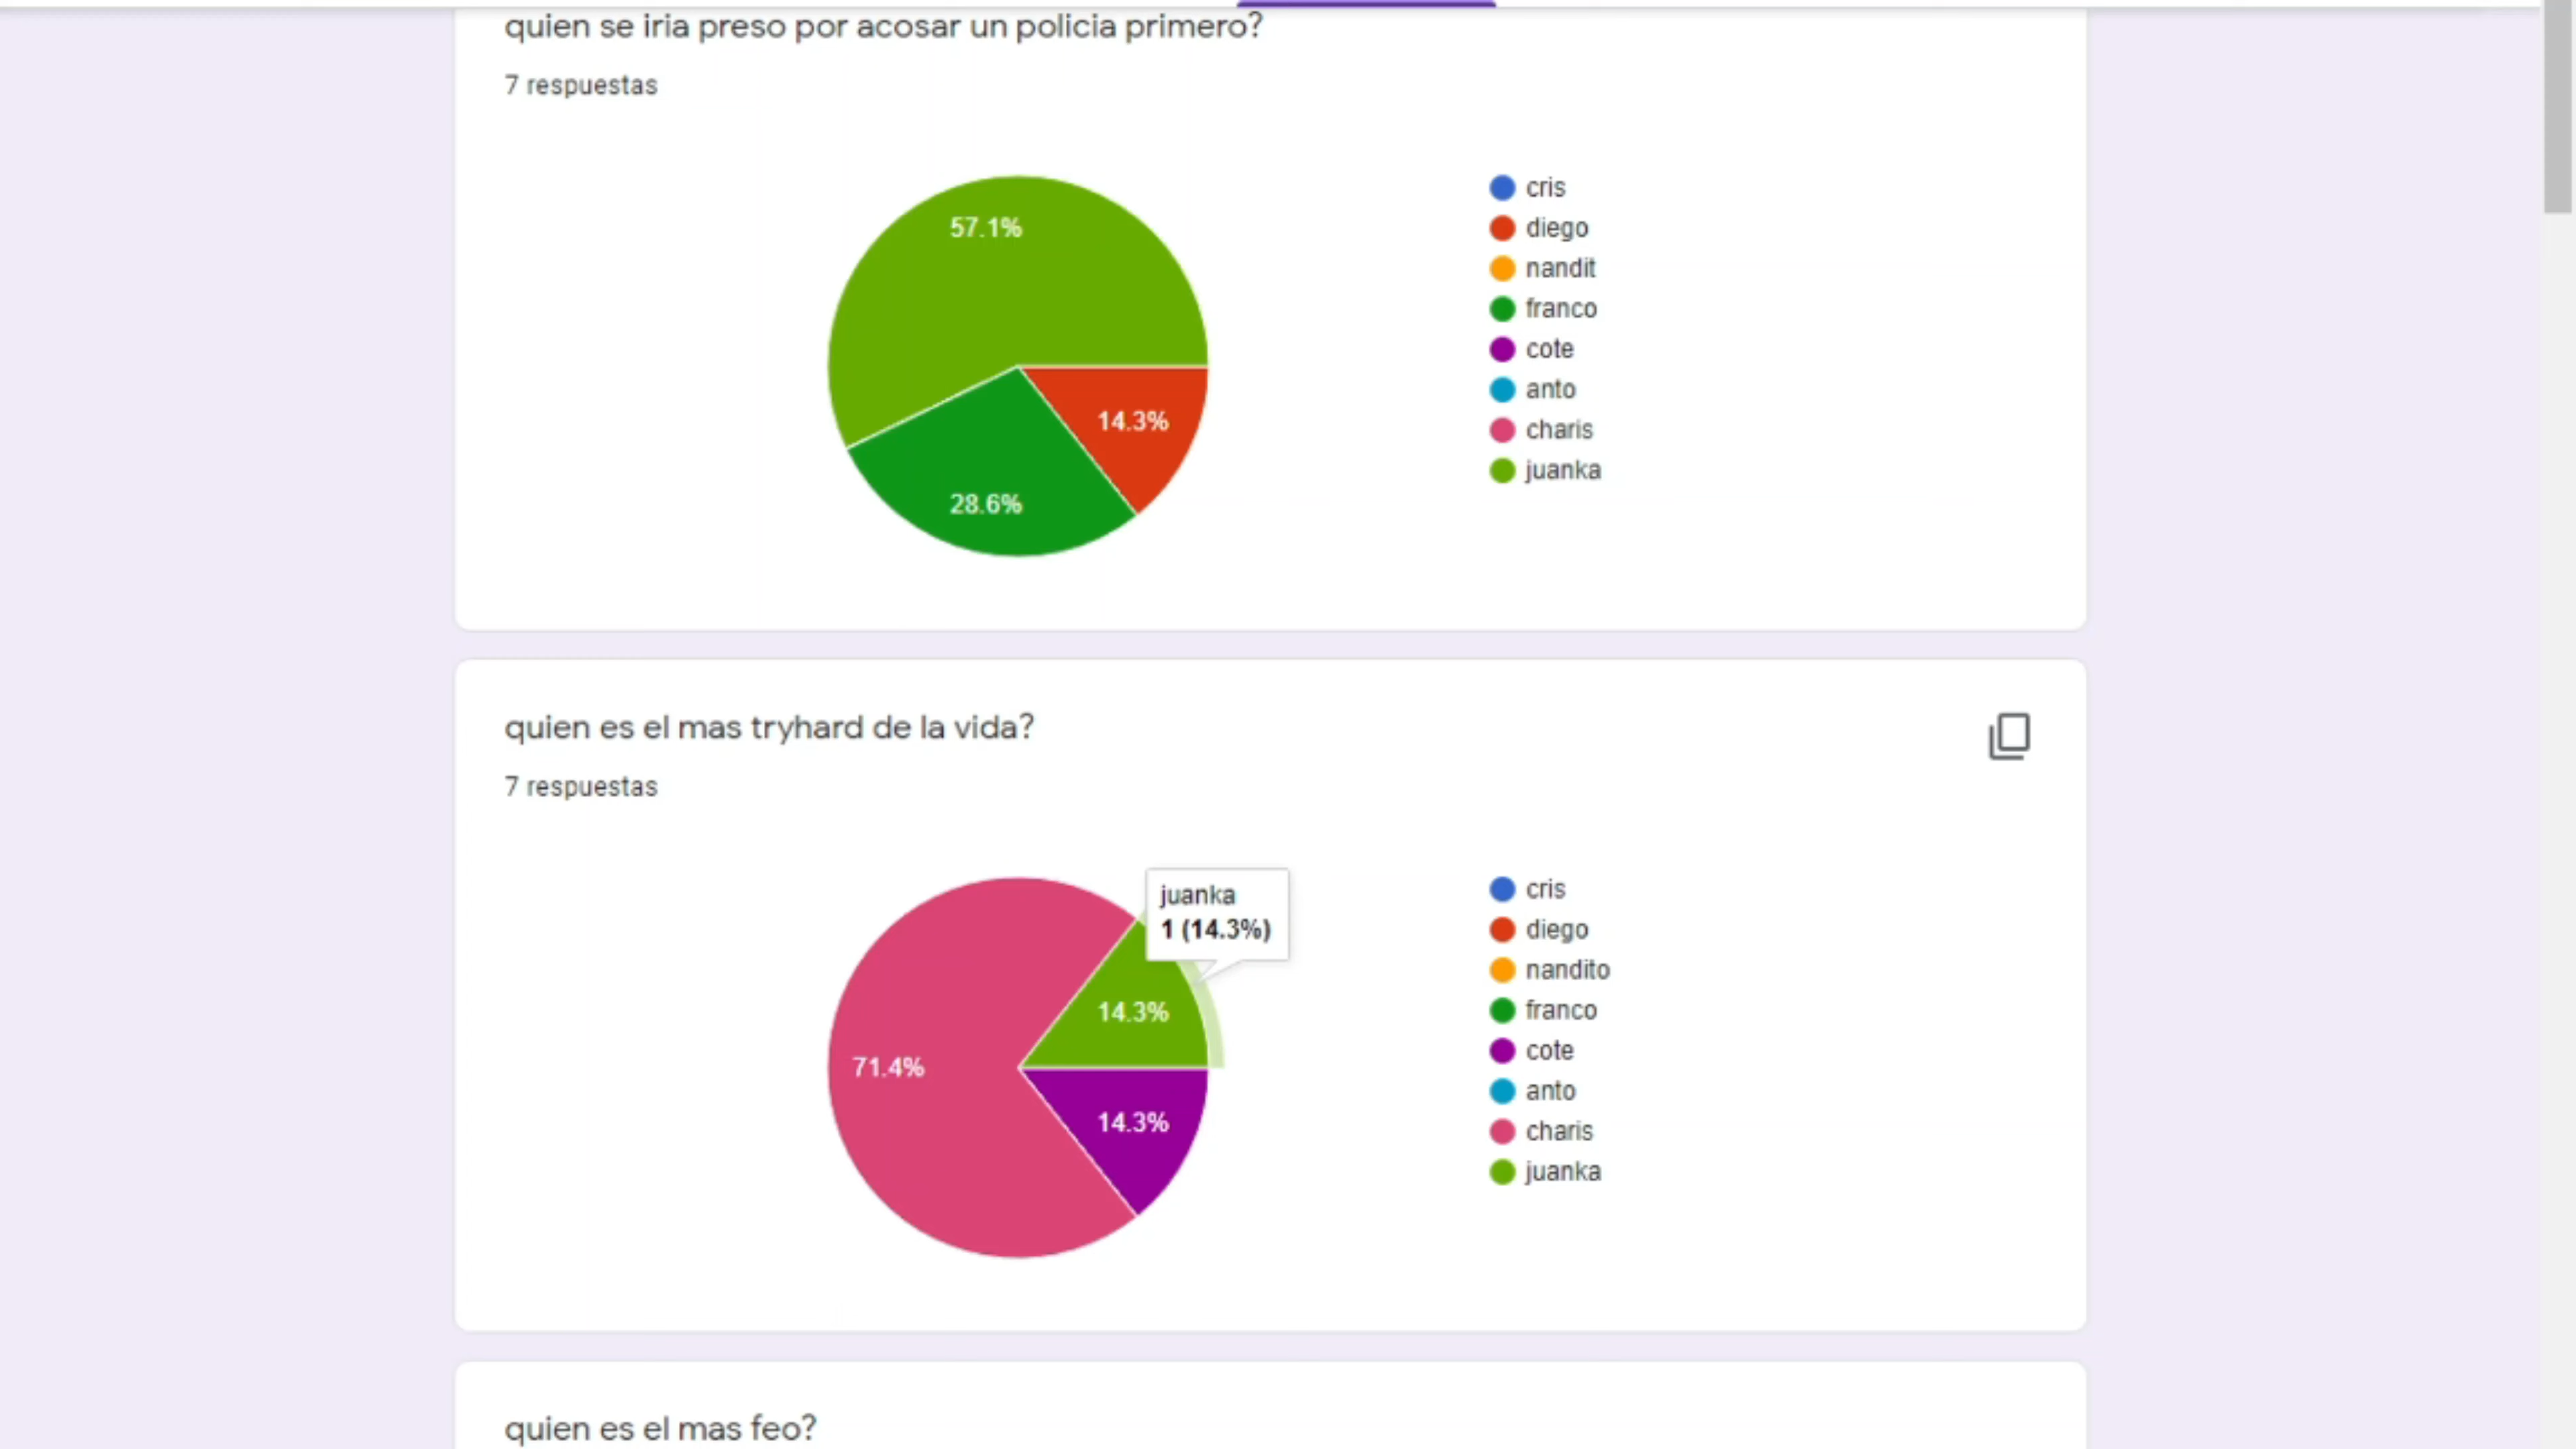 quien se iria preso por acosar un policia primero?
7 respuestas
57.1%
14.3%
28.6%
cris
diego
nandit
franco
cote
anto
charis
juanka
quien es el mas tryhard de la vida?
7 respuestas
juanka
1 (14.3%)
14.3%
71.4%
14.3%
cris
diego
nandito
franco
cote
anto
charis
juanka
quien es el mas feo?